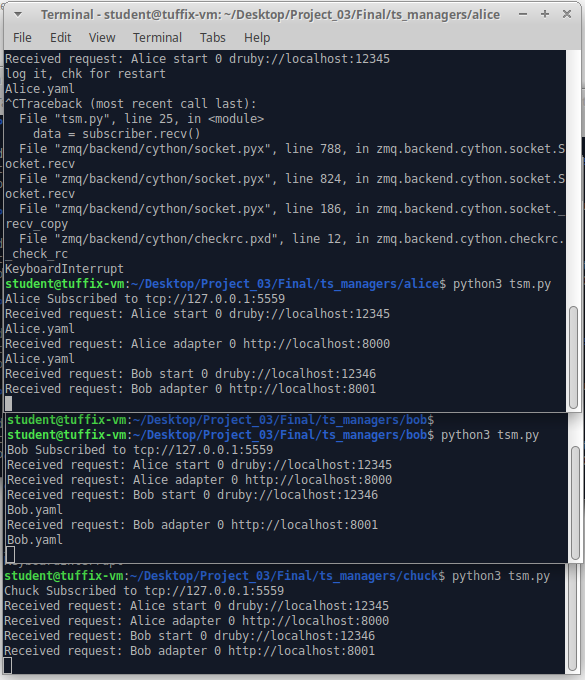 Terminal - student@tuffix-vm: ~/Desktop/Project_03/Final/ts_managers/alice
File Edit View Terminal Tabs Help
Received request: Alice start 0 druby://localhost:12345
log it, chk for restart
Alice.yaml
^CTraceback (most recent call last):
  File "tsm.py", line 25, in <module>
    data = subscriber.recv()
  File "zmq/backend/cython/socket.pyx", line 788, in zmq.backend.cython.socket.S
ocket.recv
  File "zmq/backend/cython/socket.pyx", line 824, in zmq.backend.cython.socket.S
ocket.recv
  File "zmq/backend/cython/socket.pyx", line 186, in zmq.backend.cython.socket._
recv_copy
  File "zmq/backend/cython/checkrc.pxd", line 12, in zmq.backend.cython.checkrc.
_check_rc
KeyboardInterrupt
student@tuffix-vm:~/Desktop/Project_03/Final/ts_managers/alice$ python3 tsm.py
Alice Subscribed to tcp://127.0.0.1:5559
Received request: Alice start 0 druby://localhost:12345
Alice.yaml
Received request: Alice adapter 0 http://localhost:8000
Alice.yaml
Received request: Bob start 0 druby://localhost:12346
Received request: Bob adapter 0 http://localhost:8001
student@tuffix-vm:~/Desktop/Project_03/Final/ts_managers/bob$
student@tuffix-vm:~/Desktop/Project_03/Final/ts_managers/bob$ python3 tsm.py
Bob Subscribed to tcp://127.0.0.1:5559
Received request: Alice start 0 druby://localhost:12345
Received request: Alice adapter 0 http://localhost:8000
Received request: Bob start 0 druby://localhost:12346
Bob.yaml
Received request: Bob adapter 0 http://localhost:8001
Bob.yaml
student@tuffix-vm:~/Desktop/Project_03/Final/ts_managers/chuck$ python3 tsm.py
Chuck Subscribed to tcp://127.0.0.1:5559
Received request: Alice start 0 druby://localhost:12345
Received request: Alice adapter 0 http://localhost:8000
Received request: Bob start 0 druby://localhost:12346
Received request: Bob adapter 0 http://localhost:8001